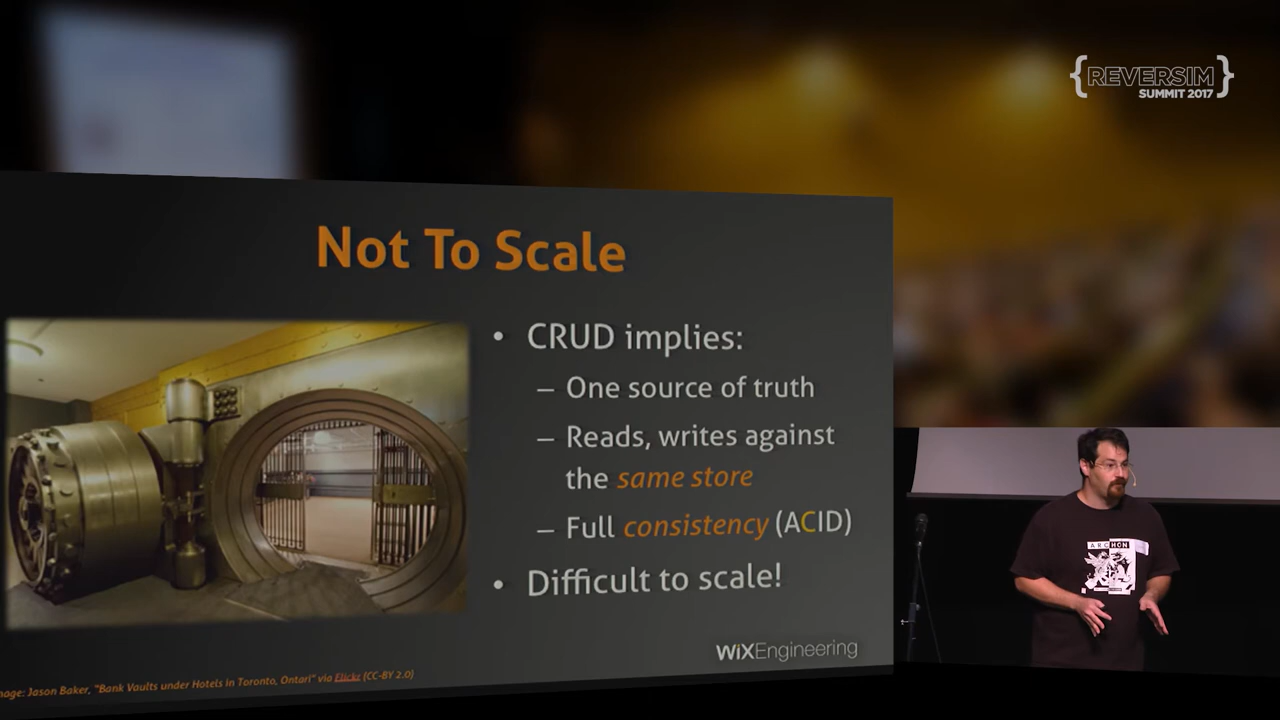 {REVERSIM}
SUMMIT 2017
Not To Scale
• CRUD implies:
– One source of truth
– Reads, writes against
the same store
– Full consistency (ACID)
• Difficult to scale!
WiXEngineering
mage: Jason Baker, "Bank Vaults under Hotels in Toronto, Ontari" via Flickr (CC-BY 2.0)
ARCHON